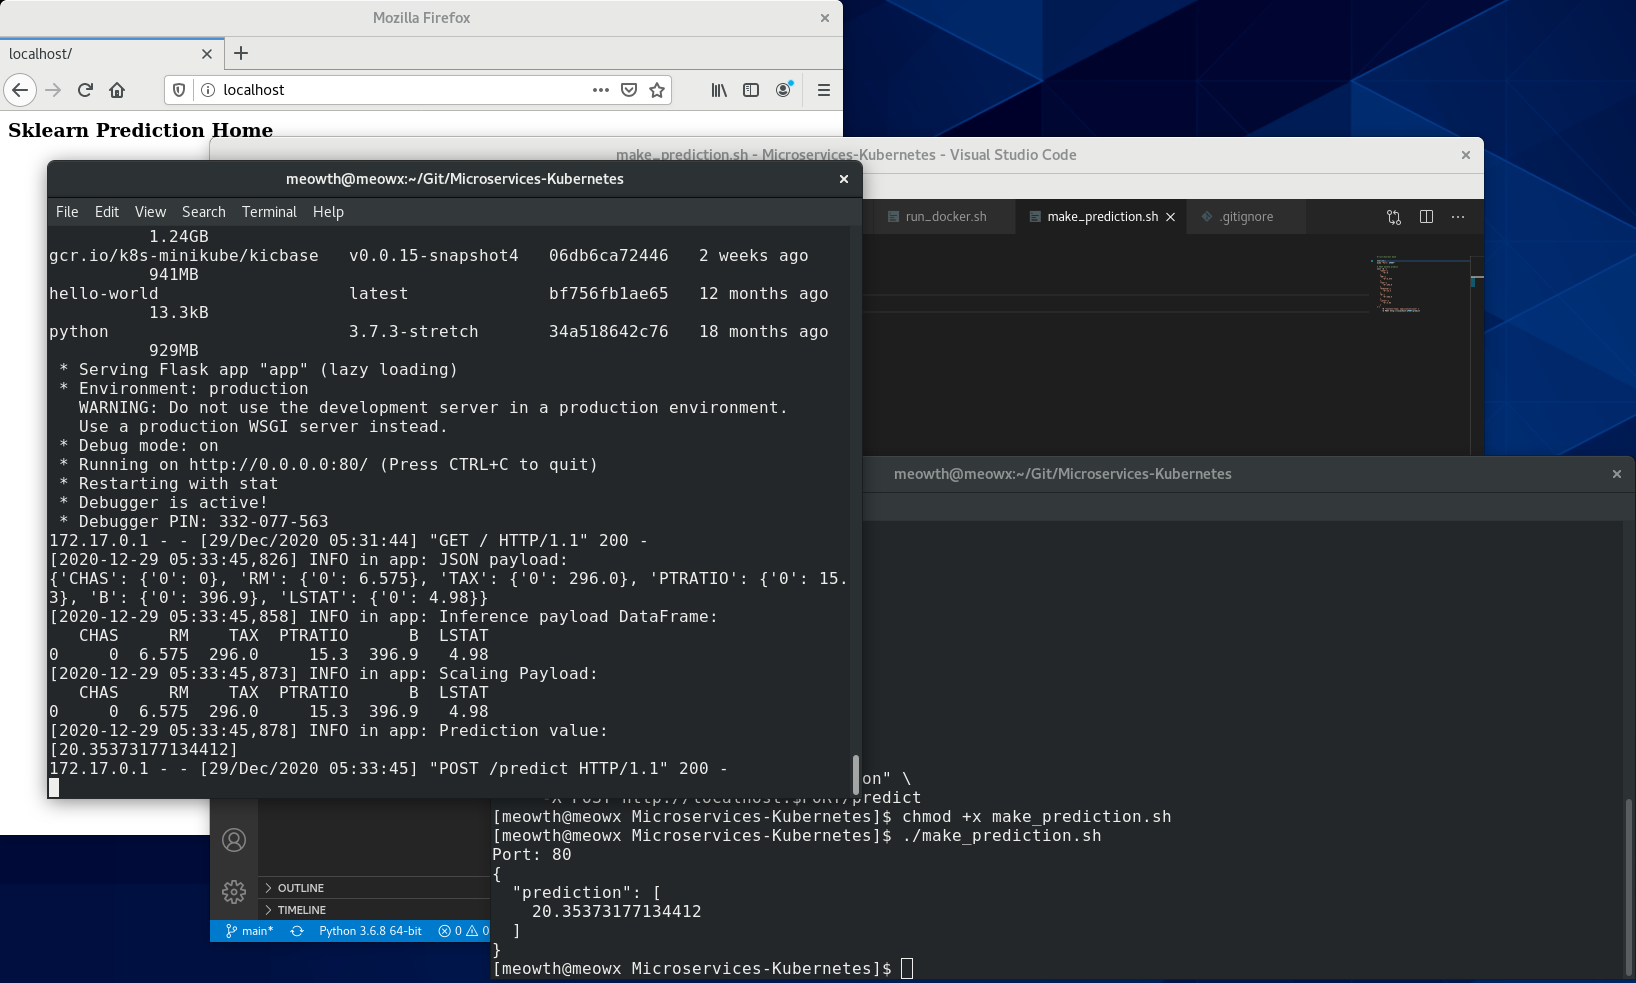 Mozilla Firefox
localhost/
localhost
Sklearn Prediction Home
make_prediction.sh - Microservices-Kubernetes - Visual Studio Code
run_docker.sh
make_prediction.sh
.gitignore
meowth@meowx:~/Git/Microservices-Kubernetes
File Edit View Search Terminal Help
1.24GB
gcr.io/k8s-minikube/kicbase v0.0.15-snapshot4 06db6ca72446 2 weeks ago
941MB
hello-world latest bf756fb1ae65 12 months ago
13.3kB
python 3.7.3-stretch 34a518642c76 18 months ago
929MB
* Serving Flask app "app" (lazy loading)
* Environment: production
WARNING: Do not use the development server in a production environment.
Use a production WSGI server instead.
* Debug mode: on
* Running on http://0.0.0.0:80/ (Press CTRL+C to quit)
* Restarting with stat
* Debugger is active!
* Debugger PIN: 332-077-563
172.17.0.1 - - [29/Dec/2020 05:31:44] "GET / HTTP/1.1" 200 -
[2020-12-29 05:33:45,826] INFO in app: JSON payload:
{'CHAS': {'0': 0}, 'RM': {'0': 6.575}, 'TAX': {'0': 296.0}, 'PTRATIO': {'0': 15.
3}, 'B': {'0': 396.9}, 'LSTAT': {'0': 4.98}}
[2020-12-29 05:33:45,858] INFO in app: Inference payload DataFrame:
CHAS RM TAX PTRATIO B LSTAT
0 0 6.575 296.0 15.3 396.9 4.98
[2020-12-29 05:33:45,873] INFO in app: Scaling Payload:
CHAS RM TAX PTRATIO B LSTAT
0 0 6.575 296.0 15.3 396.9 4.98
[2020-12-29 05:33:45,878] INFO in app: Prediction value:
[20.35373177134412]
172.17.0.1 - - [29/Dec/2020 05:33:45] "POST /predict HTTP/1.1" 200 -
meowth@meowx:~/Git/Microservices-Kubernetes
on" \
-X POST http://localhost:$PORT/predict
[meowth@meowx Microservices-Kubernetes]$ chmod +x make_prediction.sh
[meowth@meowx Microservices-Kubernetes]$ ./make_prediction.sh
Port: 80
{
"prediction": [
20.35373177134412
]
}
[meowth@meowx Microservices-Kubernetes]$
OUTLINE
TIMELINE
main* Python 3.6.8 64-bit 0 0